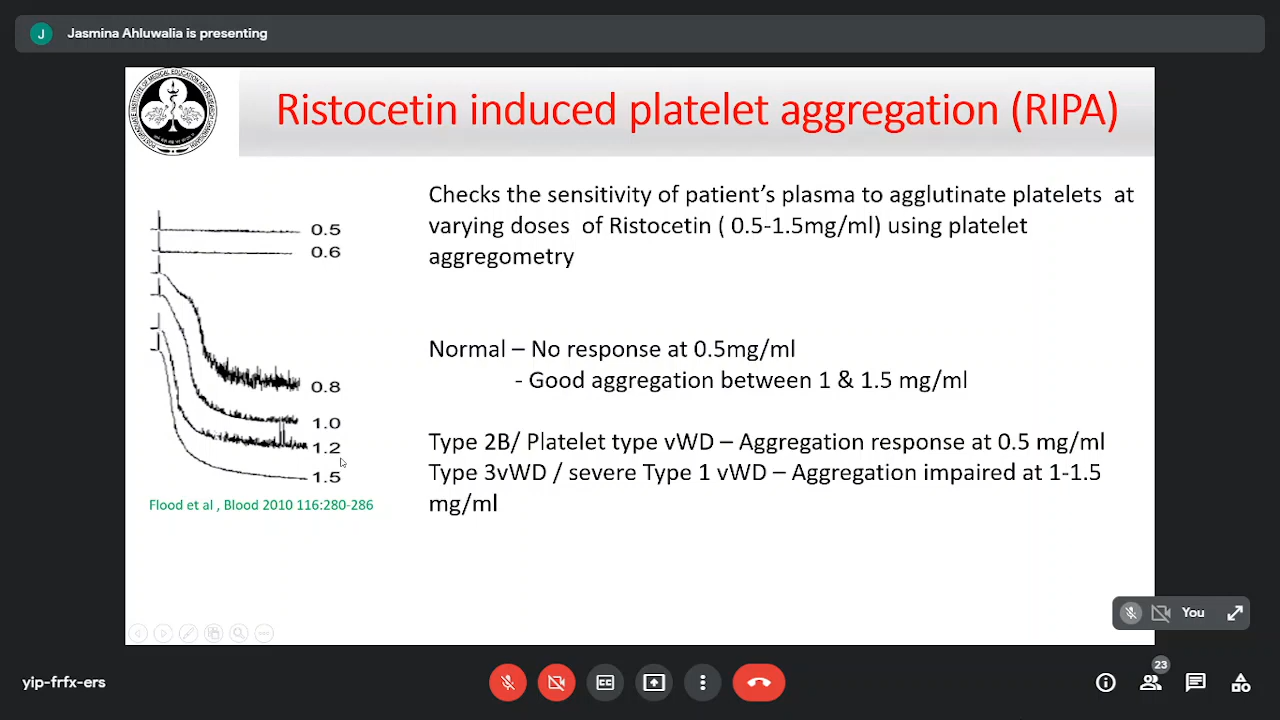 J Jasmina Ahluwalia is presenting
Ristocetin induced platelet aggregation (RIPA)
Checks the sensitivity of patient's plasma to agglutinate platelets at
varying doses of Ristocetin ( 0.5-1.5mg/ml) using platelet
aggregometry
0.5
0.6
0.8
1.0
1.2
1.5
Flood et al , Blood 2010 116:280-286
Normal – No response at 0.5mg/ml
- Good aggregation between 1 & 1.5 mg/ml
Type 2B/ Platelet type vWD – Aggregation response at 0.5 mg/ml
Type 3vWD / severe Type 1 vWD – Aggregation impaired at 1-1.5
mg/ml
You
yip-frfx-ers
CC
23